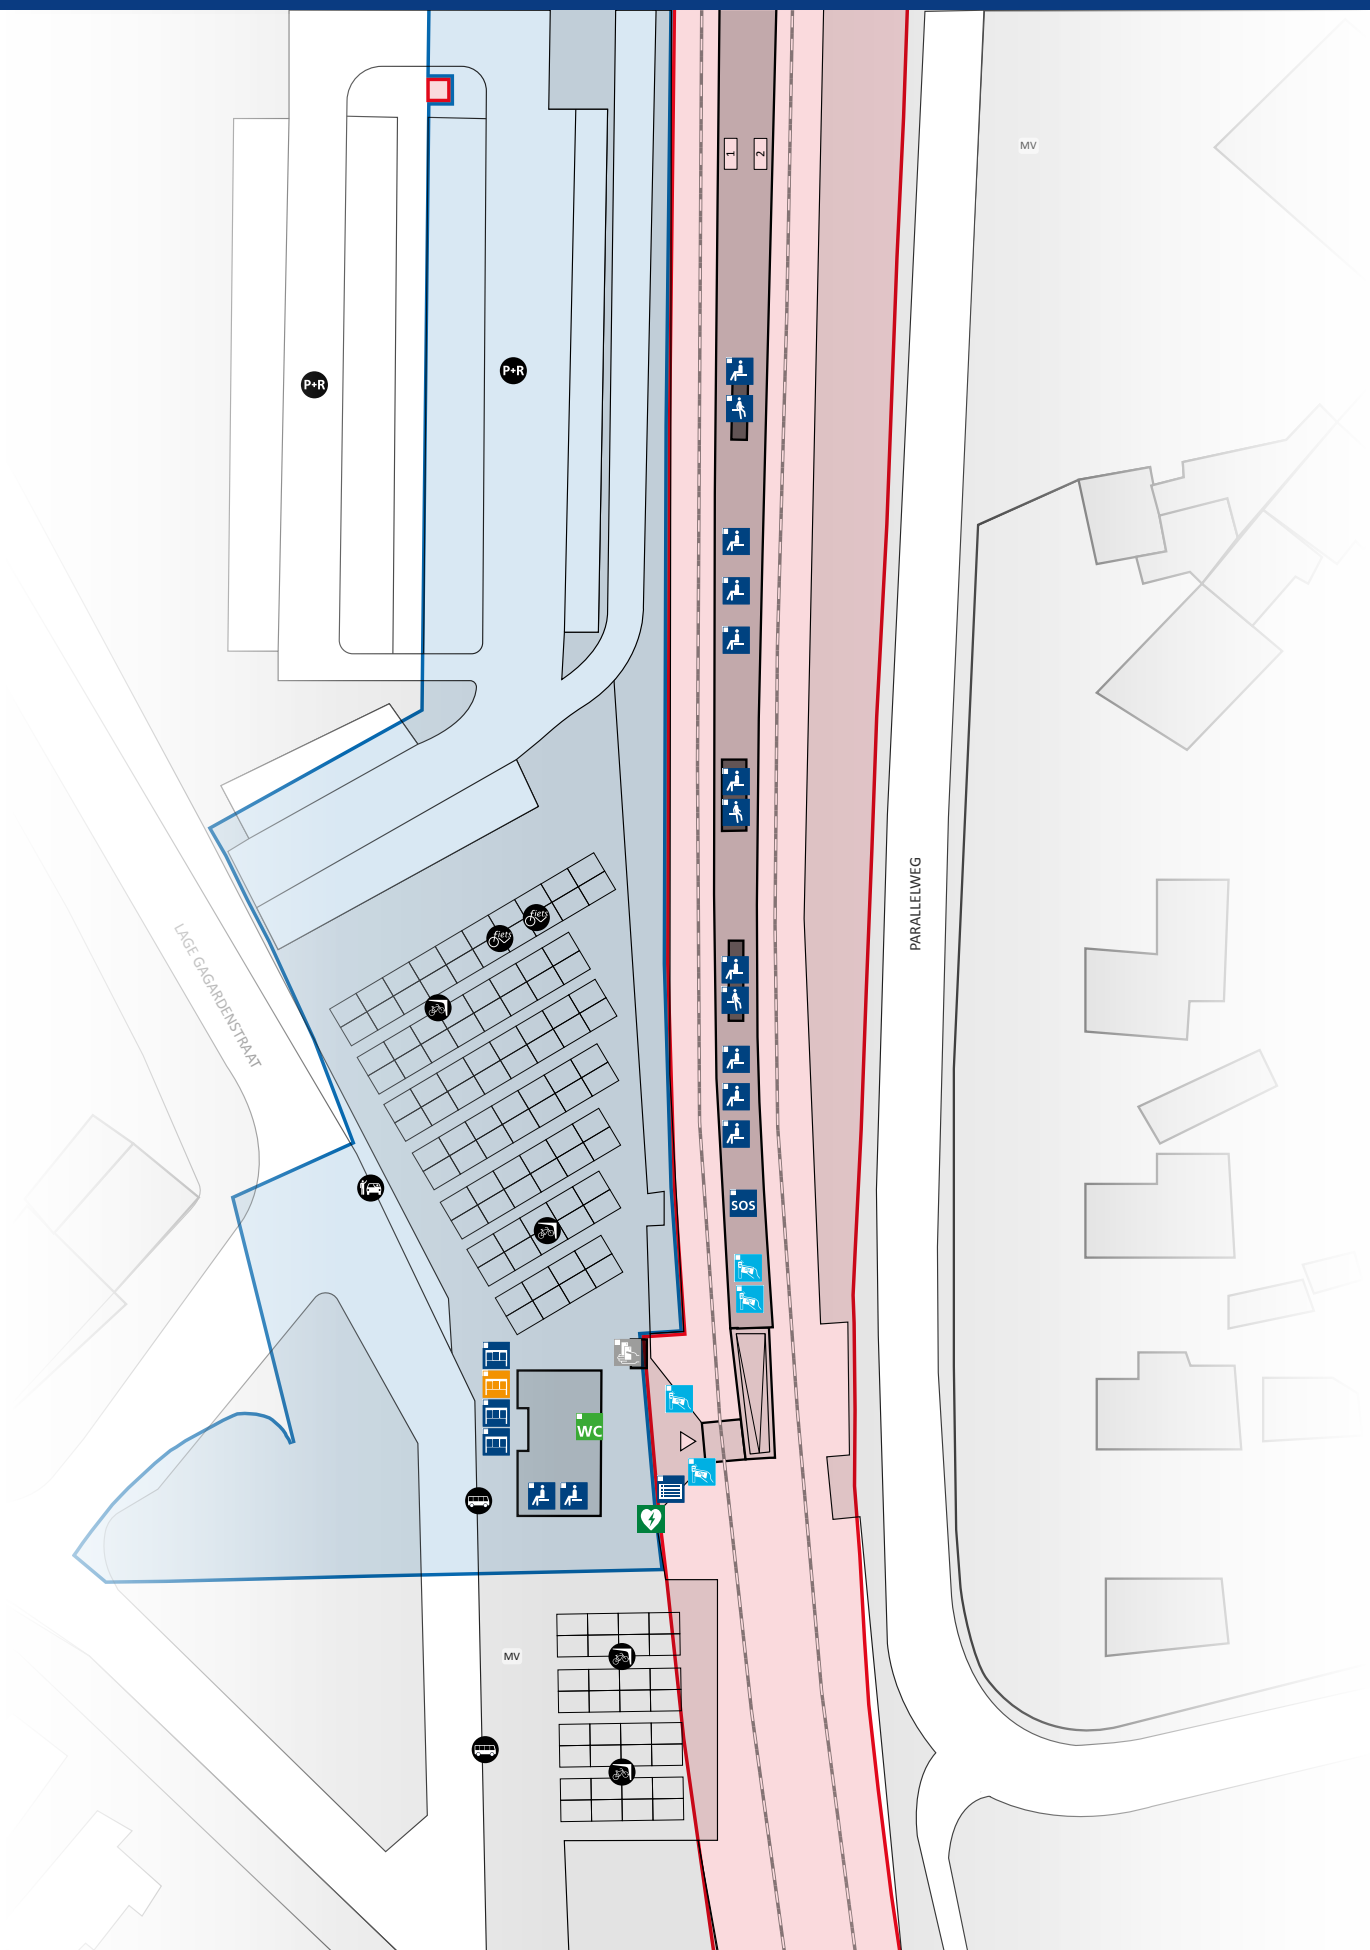 1
2
MV
P+R
P+R
PARALLELWEG
fiets
fiets
LAGE GAGARDENSTRAAT
SOS
WC
MV